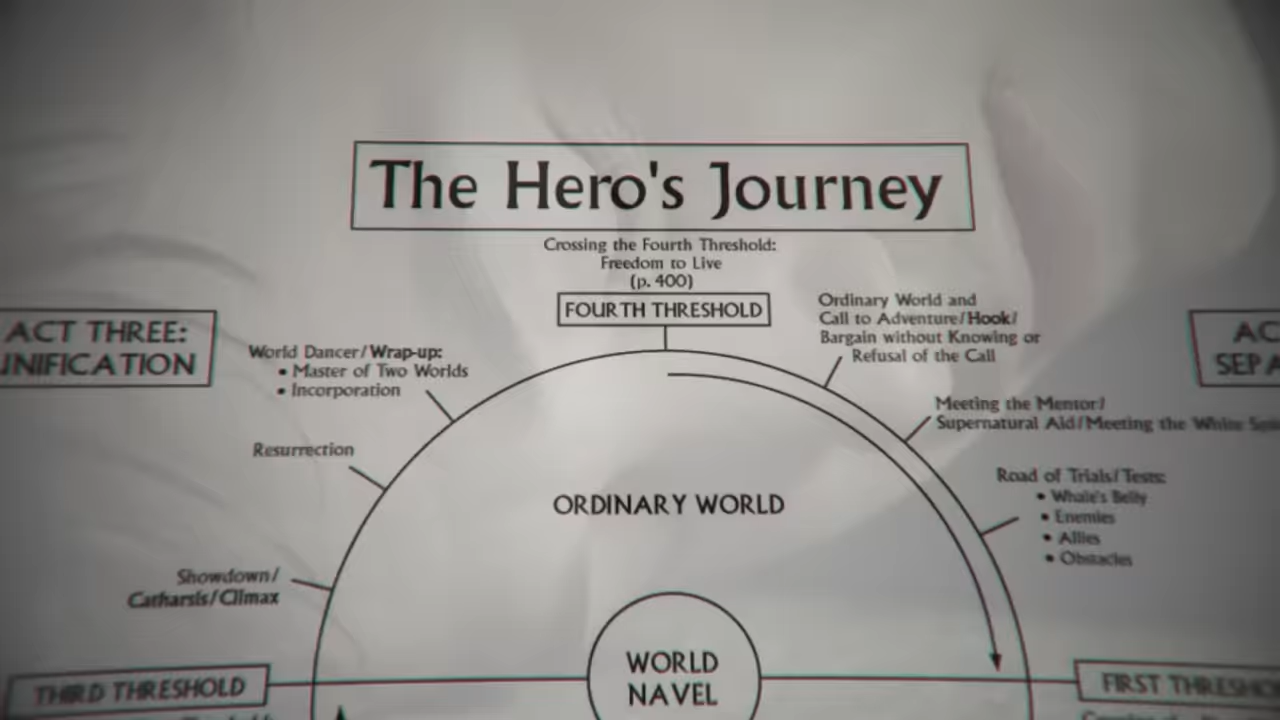 The Hero's Journey
Crossing the Fourth Threshold:
Freedom to Live
(p. 400)
FOURTH THRESHOLD
Ordinary World and
Call to Adventure/Hook/
Bargain without Knowing or
Refusal of the Call
ACT THREE:
UNIFICATION
World Dancer/Wrap-up:
• Master of Two Worlds
• Incorporation
Meeting the Mentor/
Supernatural Aid/Meeting the White
Resurrection
Road of Trials/Tests:
• Whale's Belly
• Enemies
• Allies
• Obstacles
ORDINARY WORLD
Showdown/
Catharsis/Climax
WORLD
NAVEL
THIRD THRESHOLD
FIRST